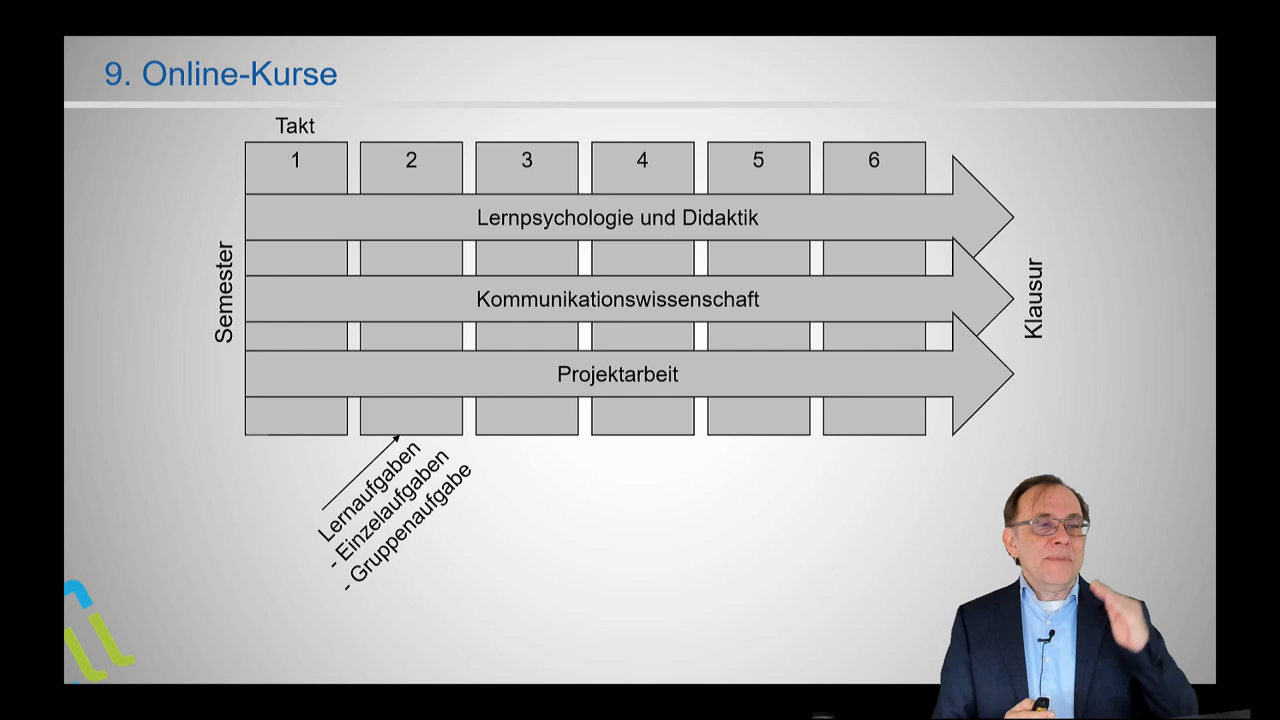 9. Online-Kurse
Takt
1
2
3
4
5
6
Lernpsychologie und Didaktik
Kommunikationswissenschaft
Projektarbeit
Semester
Klausur
Lernaufgaben
- Einzelaufgaben
- Gruppenaufgabe